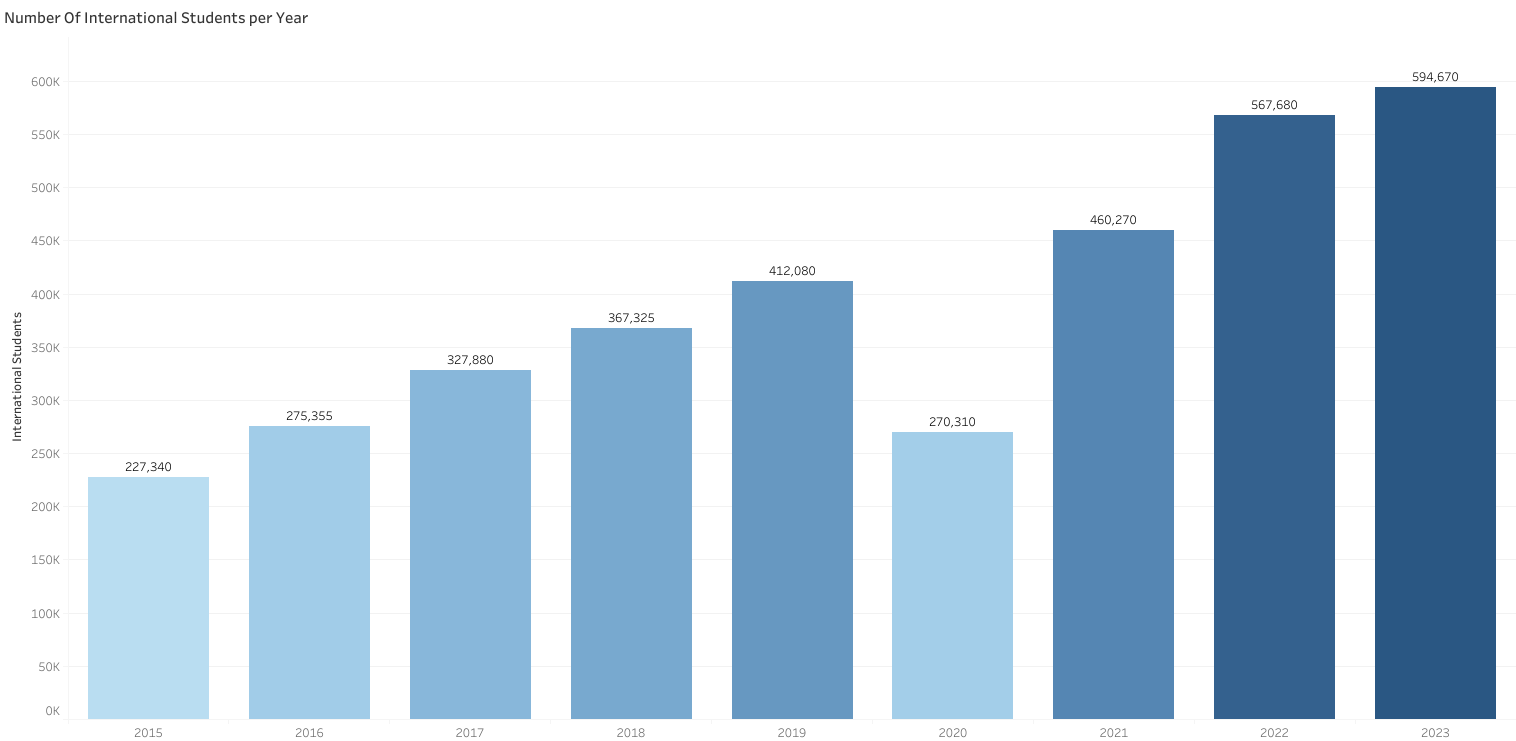 Number Of International Students per Year
International Students
600K
550K
500K
450K
400K
350K
300K
250K
200K
150K
100K
50K
0K
227,340
275,355
327,880
367,325
412,080
270,310
460,270
567,680
594,670
2015 2016 2017 2018 2019 2020 2021 2022 2023